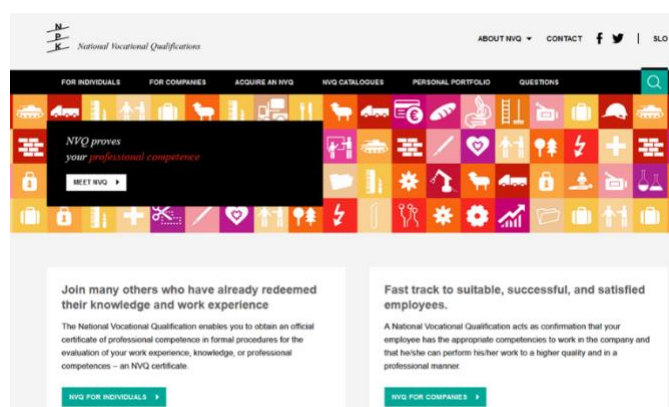 N
P
K National Vocational Qualifications
ABOUT NVQ CONTACT f | SLO
FOR INDIVIDUALS FOR COMPANIES ACQUIRE AN NVQ NVQ CATALOGUES PERSONAL PORTFOLIO QUESTIONS
NVQ proves
your professional competence
MEET NVQ
Join many others who have already redeemed
their knowledge and work experience
The National Vocational Qualification enables you to obtain an official
certificate of professional competence in formal procedures for the
evaluation of your work experience, knowledge, or professional
competences – an NVQ certificate.
NVQ FOR INDIVIDUALS
Fast track to suitable, successful, and satisfied
employees.
A National Vocational Qualification acts as confirmation that your
employee has the appropriate competencies to work in the company and
that he/she can perform his/her work to a higher quality and in a
professional manner.
NVQ FOR COMPANIES